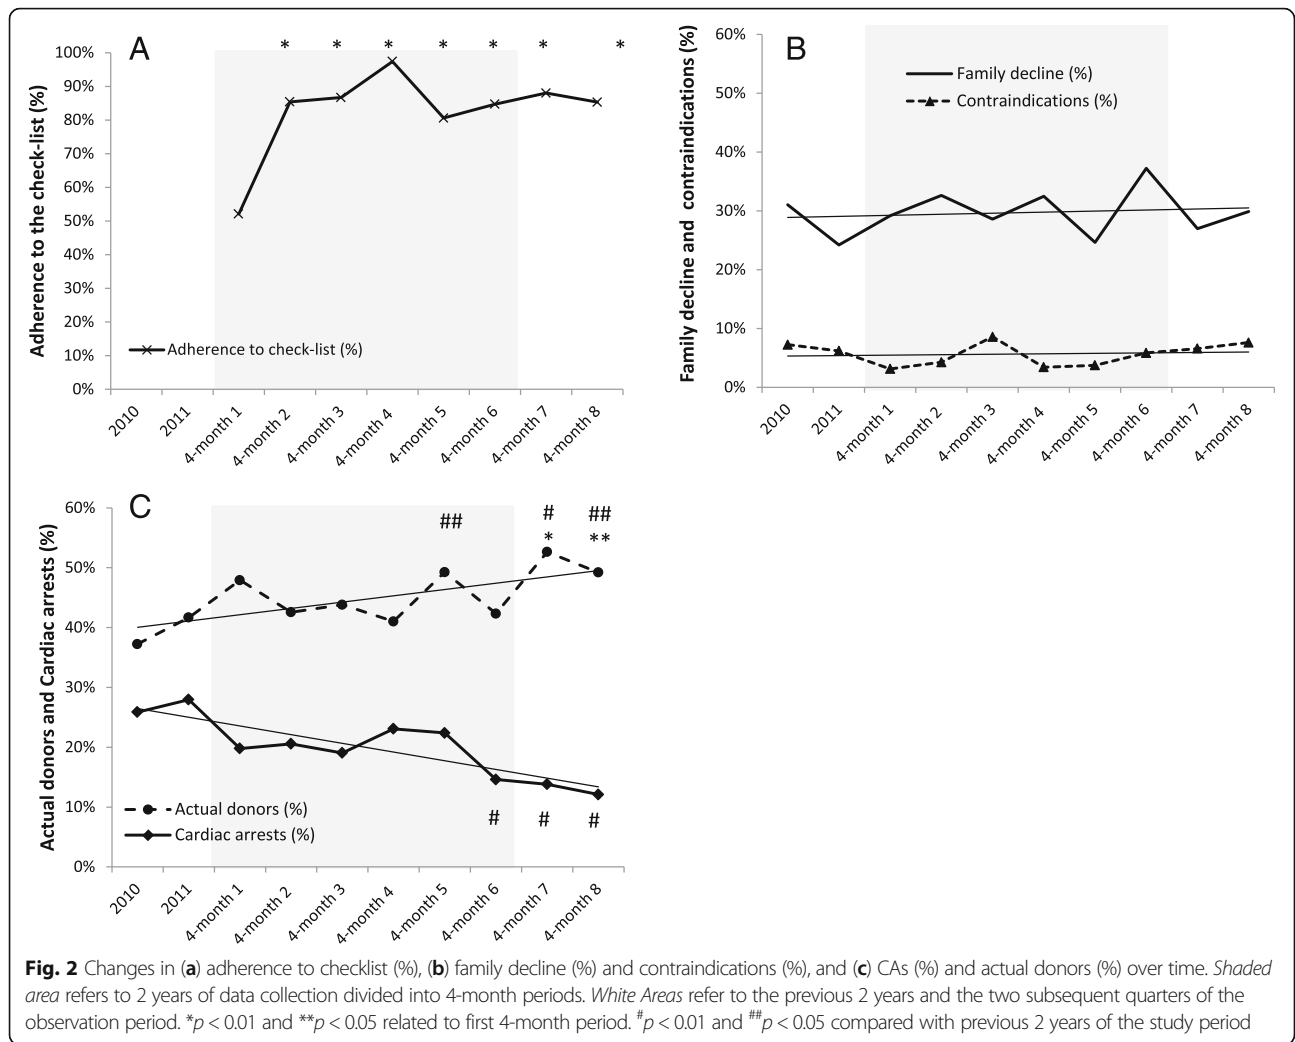 A
* * * * * * *
Adherence to the check-list (%)
100%
90%
80%
70%
60%
50%
40%
30%
20%
10%
0%
Adherence to check-list (%)
2010
2011
4-month 1
4-month 2
4-month 3
4-month 4
4-month 5
4-month 6
4-month 7
4-month 8
B
Family decline and contraindications (%)
60%
50%
40%
30%
20%
10%
0%
Family decline (%)
Contraindications (%)
2010
2011
4-month 1
4-month 2
4-month 3
4-month 4
4-month 5
4-month 6
4-month 7
4-month 8
C
Actual donors and Cardiac arrests (%)
60%
50%
40%
30%
20%
10%
0%
## # ##
* **
Actual donors (%)
Cardiac arrests (%)
# # #
2010
2011
4-month 1
4-month 2
4-month 3
4-month 4
4-month 5
4-month 6
4-month 7
4-month 8
Fig. 2 Changes in (a) adherence to checklist (%), (b) family decline (%) and contraindications (%), and (c) CAs (%) and actual donors (%) over time. Shaded
area refers to 2 years of data collection divided into 4-month periods. White Areas refer to the previous 2 years and the two subsequent quarters of the
observation period. *p < 0.01 and **p < 0.05 related to first 4-month period. #p < 0.01 and ##p < 0.05 compared with previous 2 years of the study period